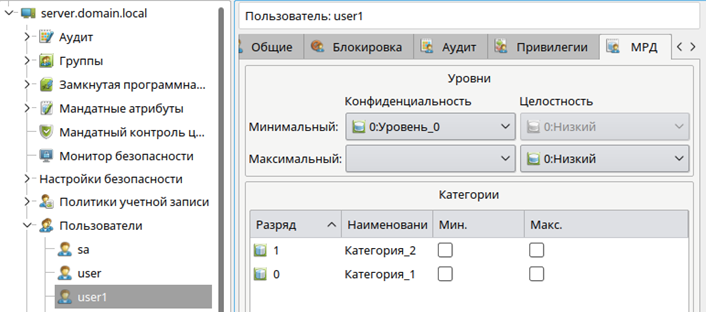 server.domain.local
Аудит
Группы
Замкнутая программна...
Мандатные атрибуты
Мандатный контроль ц...
Монитор безопасности
Настройки безопасности
Политики учетной записи
Пользователи
sa
user
user1
Пользователь: user1
Общие Блокировка Аудит Привилегии МРД
Уровни
Конфиденциальность Целостность
Минимальный: 0:Уровень_0 0:Низкий
Максимальный: 0:Низкий
Категории
Разряд Наименовани Мин. Макс.
1 Категория_2
0 Категория_1